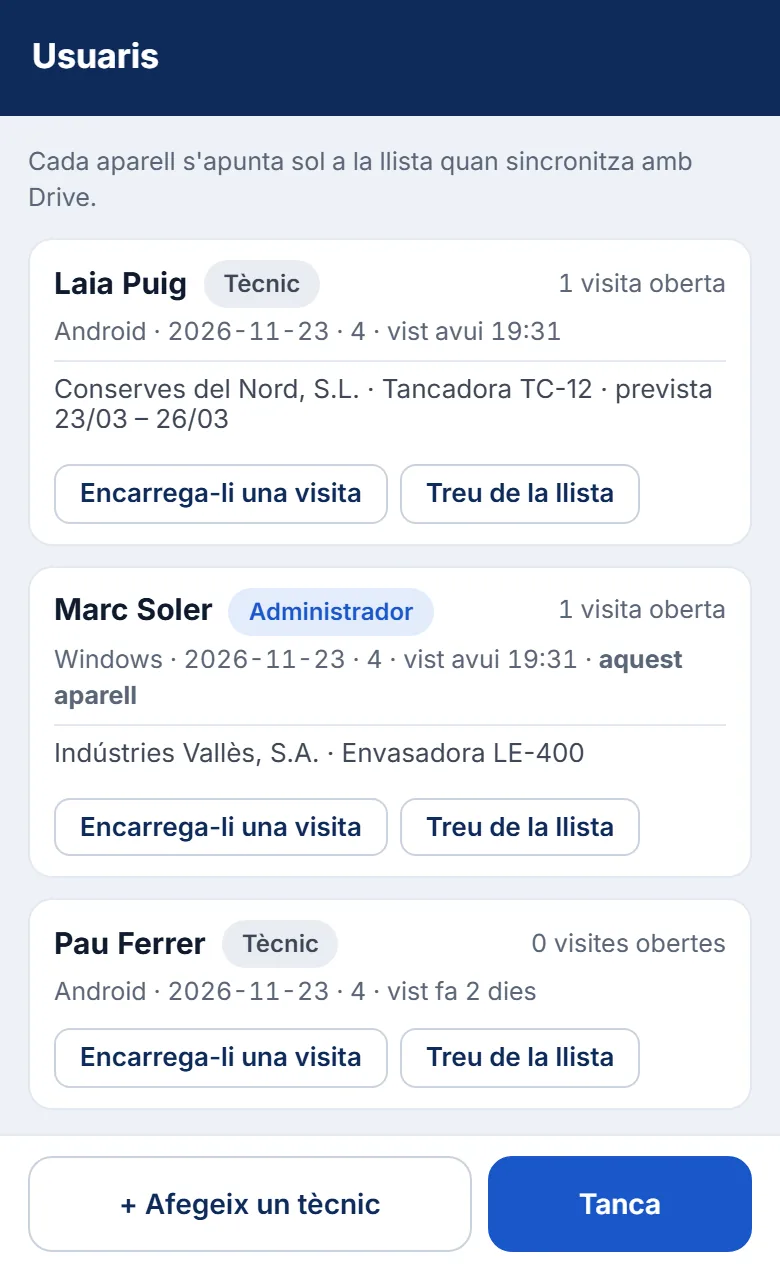 Usuaris
Cada aparell s'apunta sol a la llista quan sincronitza amb
Drive.
Laia Puig Tècnic 1 visita oberta
Android · 2026-11-23 · 4 · vist avui 19:31
Conserves del Nord, S.L. · Tancadora TC-12 · prevista
23/03 – 26/03
Encarrega-li una visita Treu de la llista
Marc Soler Administrador 1 visita oberta
Windows · 2026-11-23 · 4 · vist avui 19:31 · aquest
aparell
Indústries Vallès, S.A. · Envasadora LE-400
Encarrega-li una visita Treu de la llista
Pau Ferrer Tècnic 0 visites obertes
Android · 2026-11-23 · 4 · vist fa 2 dies
Encarrega-li una visita Treu de la llista
+ Afegeix un tècnic Tanca